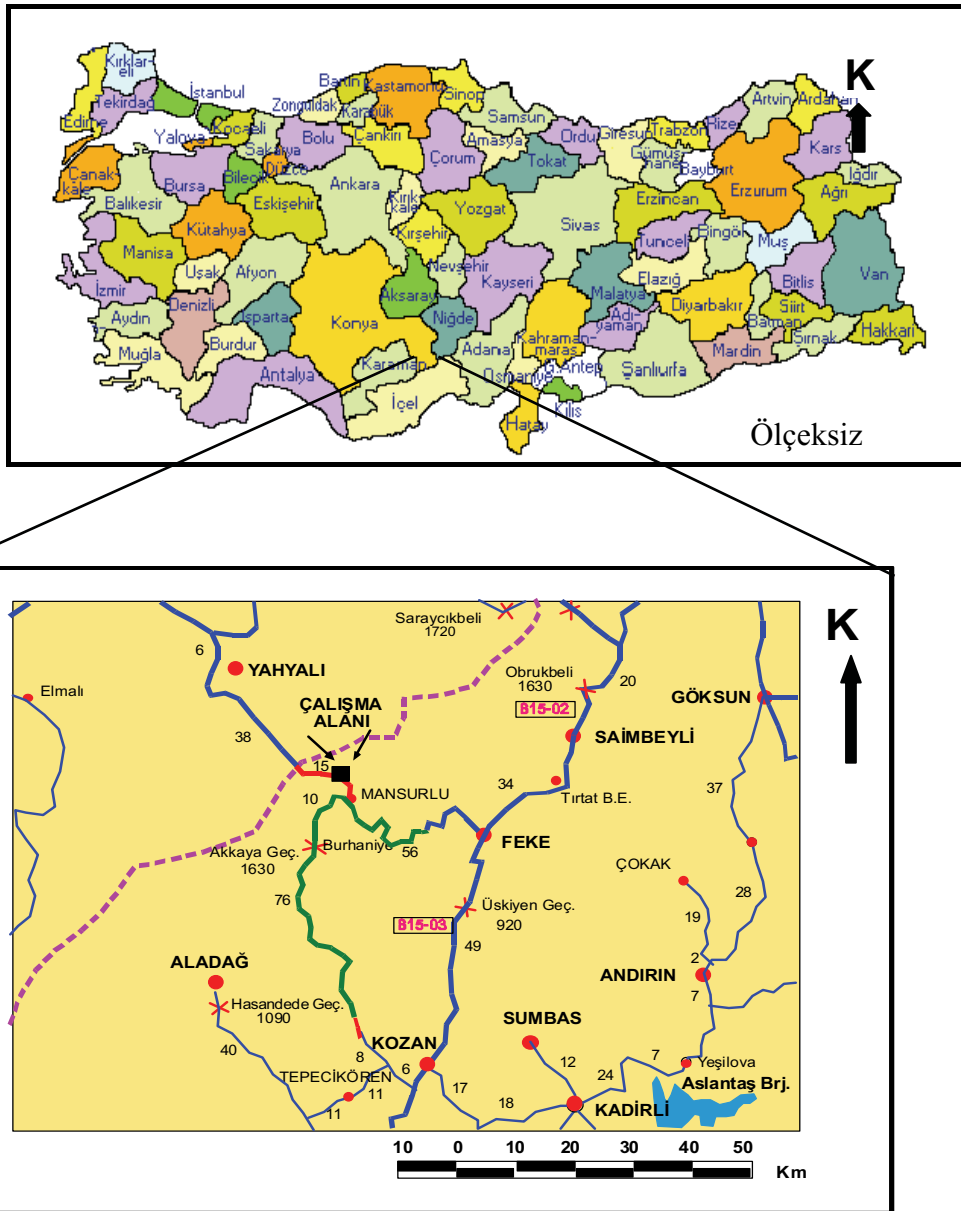 Kırklar-
eli
Tekirdağ
Edirne
İstanbul
Kocaeli
Yalova
Sakarya
Düzce
Zonguldak
Bartın
Karabük
Kastamonu
Sinop
Samsun
Bolu
Çankırı
Çorum
Amasya
Ordu
Tokat
Giresun
Trabzon
Rize
Artvin
Ardahan
Gümüş-
hane
Bayburt
Kars
Iğdır
Erzurum
Ağrı
Çanak-
kale
Balıkesir
Bursa
Bilecik
Eskişehir
Ankara
Kırık-
kale
Kırşehir
Yozgat
Sivas
Erzincan
Tunceli
Bingöl
Muş
Bitlis
Van
Kütahya
Manisa
Uşak
Afyon
İzmir
Aydın
Denizli
Isparta
Burdur
Muğla
Antalya
Konya
Aksaray
Nevşehir
Niğde
Kayseri
Malatya
Elazığ
Adı-
yaman
Diyarbakır
Batman
Siirt
Şırnak
Hakkari
Mardin
Şanlıurfa
Kahraman-
maras
G.Antep
Kilis
Osmaniye
Hatay
Adana
Karaman
İçel
K
Ölçeksiz
K
Saraycıkbeli
1720
6
YAHYALI
Elmalı
Obrukbeli
1630
20
815-02
GÖKSUN
ÇALIŞMA
ALANI
SAİMBEYLİ
38
15
34
Tırtat B.E.
37
10
MANSURLU
FEKE
Burhaniye
56
Akkaya Geç.
1630
76
ÇOKAK
28
19
Üskiyen Geç.
920
815-03
49
ALADAĞ
2
ANDIRIN
7
Hasandede Geç.
1090
SUMBAS
40
KOZAN
8
6
12
7
Yeşilova
TEPECİKÖREN
11
11
17
18
24
Aslantaş Brj.
KADİRLİ
10 0 10 20 30 40 50
Km